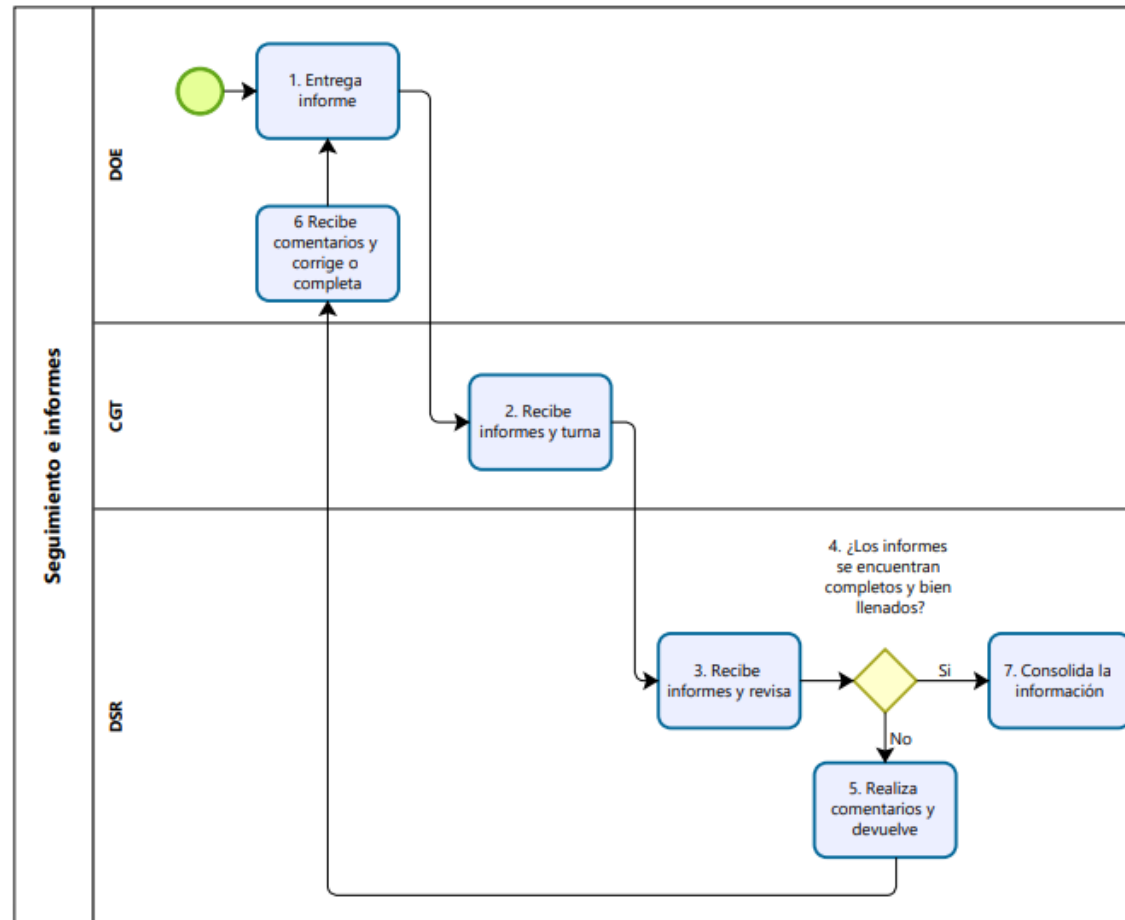 Seguimiento e informes
DOE
1. Entrega
informe
6 Recibe
comentarios y
corrige o
completa
CGT
2. Recibe
informes y turna
DSR
3. Recibe
informes y revisa
4. ¿Los informes
se encuentran
completos y bien
llenados?
Si
No
7. Consolida la
información
5. Realiza
comentarios y
devuelve